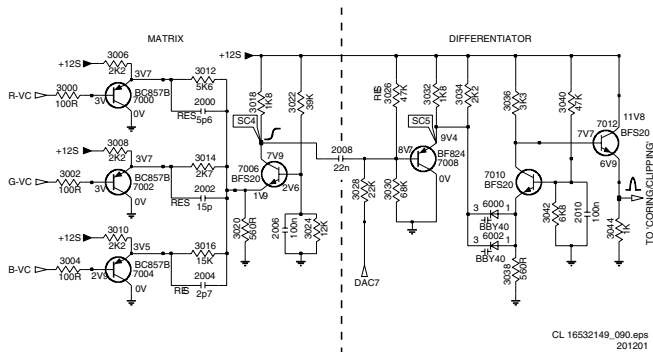 MATRIX
DIFFERENTIATOR
+12S
3006
2K2
3V7
3012
5K6
R-VC
3000
100R
3V
BC857B
7000
0V
2000
RES
5p6
+12S
3008
2K2
3V7
3014
2K7
G-VC
3002
100R
3V
BC857B
7002
0V
2002
RES
15p
+12S
3010
2K2
3V5
3016
15K
B-VC
3004
100R
2V9
BC857B
7004
0V
2004
RES
2p7
+12S
3018
1K8
3022
39K
SC4
7V9
7006
BFS20
2V6
1V9
3020
560R
2006
100n
3024
12K
2008
22n
3028
22K
DAC7
RES
3026
47K
3032
1K8
3034
2K2
SC5
9V4
8V7
BF824
7008
0V
3030
68K
3036
3K3
3040
47K
7012
11V8
BFS20
7V7
6V9
7010
BFS20
3 6000 1
BBY40
3 6002 1
BBY40
3038
560R
3042
6K8
2010
100n
3044
1K
TO 'CORING/CLIPPING'
CL 16532149_090.eps
201201